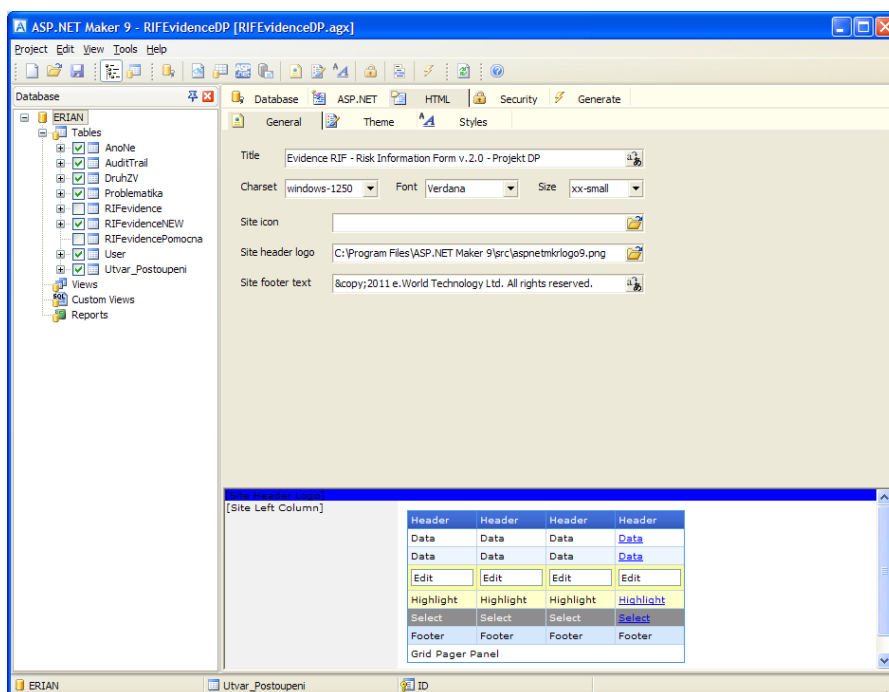 ASP.NET Maker 9 - RIFEvidenceDP [RIFEvidenceDP.agx]
Project Edit View Tools Help
Database
Database ASP.NET HTML Security Generate
ERIAN
Tables
AnoNe
AuditTrail
DruhZV
Problematika
RIFevidence
RIFevidenceNEW
RIFevidencePomocna
User
Utvar_Postoupeni
Views
Custom Views
Reports
General Theme Styles
Title Evidence RIF - Risk Information Form v.2.0 - Projekt DP
Charset windows-1250 Font Verdana Size xx-small
Site icon
Site header logo C:\Program Files\ASP.NET Maker 9\src\aspnetmkrlogo9.png
Site footer text &copy;2011 e.World Technology Ltd. All rights reserved.
[Site Header Logo]
[Site Left Column]
Header Header Header Header
Data Data Data Data
Data Data Data Data
Edit Edit Edit Edit
Highlight Highlight Highlight Highlight
Select Select Select Select
Footer Footer Footer Footer
Grid Pager Panel
ERIAN Utvar_Postoupeni ID